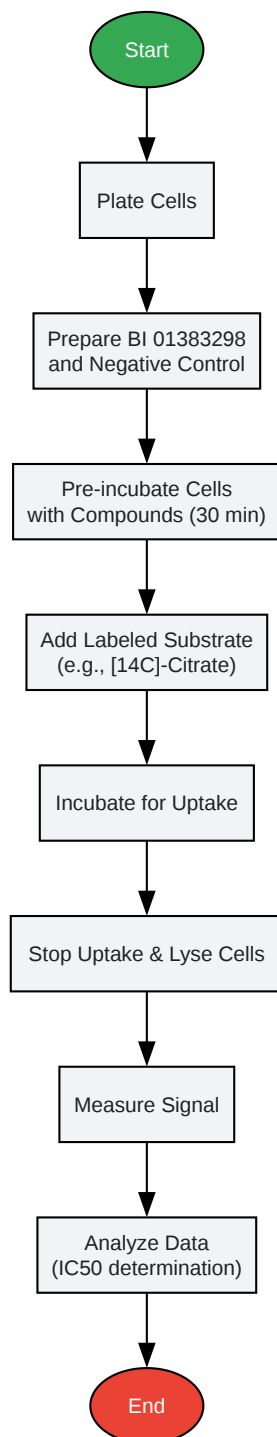 Start
Plate Cells
Prepare BI 01383298
and Negative Control
Pre-incubate Cells
with Compounds (30 min)
Add Labeled Substrate
(e.g., [14C]-Citrate)
Incubate for Uptake
Stop Uptake & Lyse Cells
Measure Signal
Analyze Data
(IC50 determination)
End